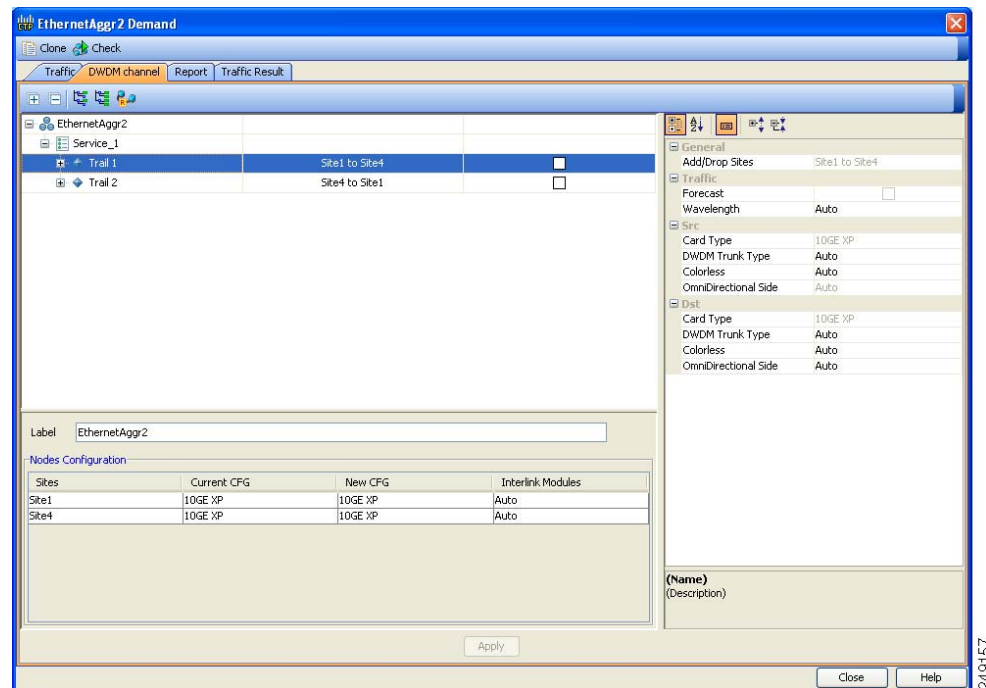 CTP EthernetAggr2 Demand
Clone Check
Traffic DWDM channel Report Traffic Result
EthernetAggr2
Service_1
Trail 1 Site1 to Site4
Trail 2 Site4 to Site1
General
Add/Drop Sites Site1 to Site4
Traffic
Forecast
Wavelength Auto
Src
Card Type 10GE XP
DWDM Trunk Type Auto
Colorless Auto
OmniDirectional Side Auto
Dst
Card Type 10GE XP
DWDM Trunk Type Auto
Colorless Auto
OmniDirectional Side Auto
(Name)
(Description)
Label EthernetAggr2
Nodes Configuration
Sites Current CFG New CFG Interlink Modules
Site1 10GE XP 10GE XP Auto
Site4 10GE XP 10GE XP Auto
Apply
Close Help
249157